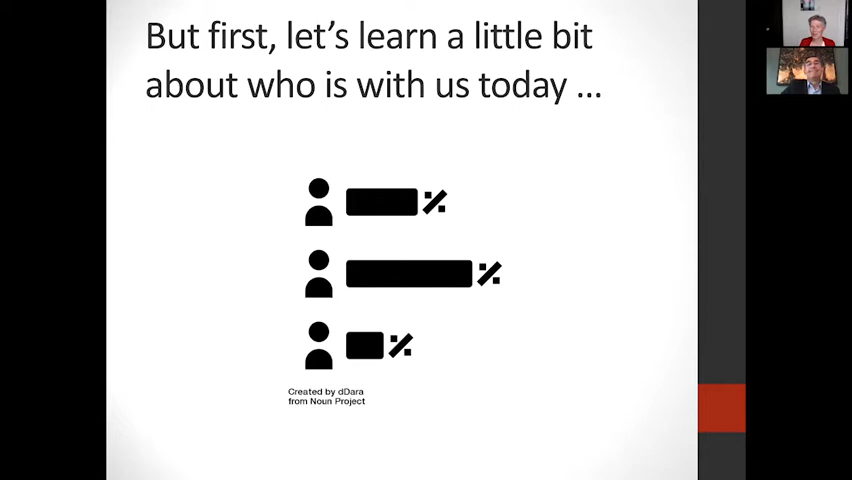 But first, let's learn a little bit
about who is with us today ...
%
%
%
Created by dDara
from Noun Project